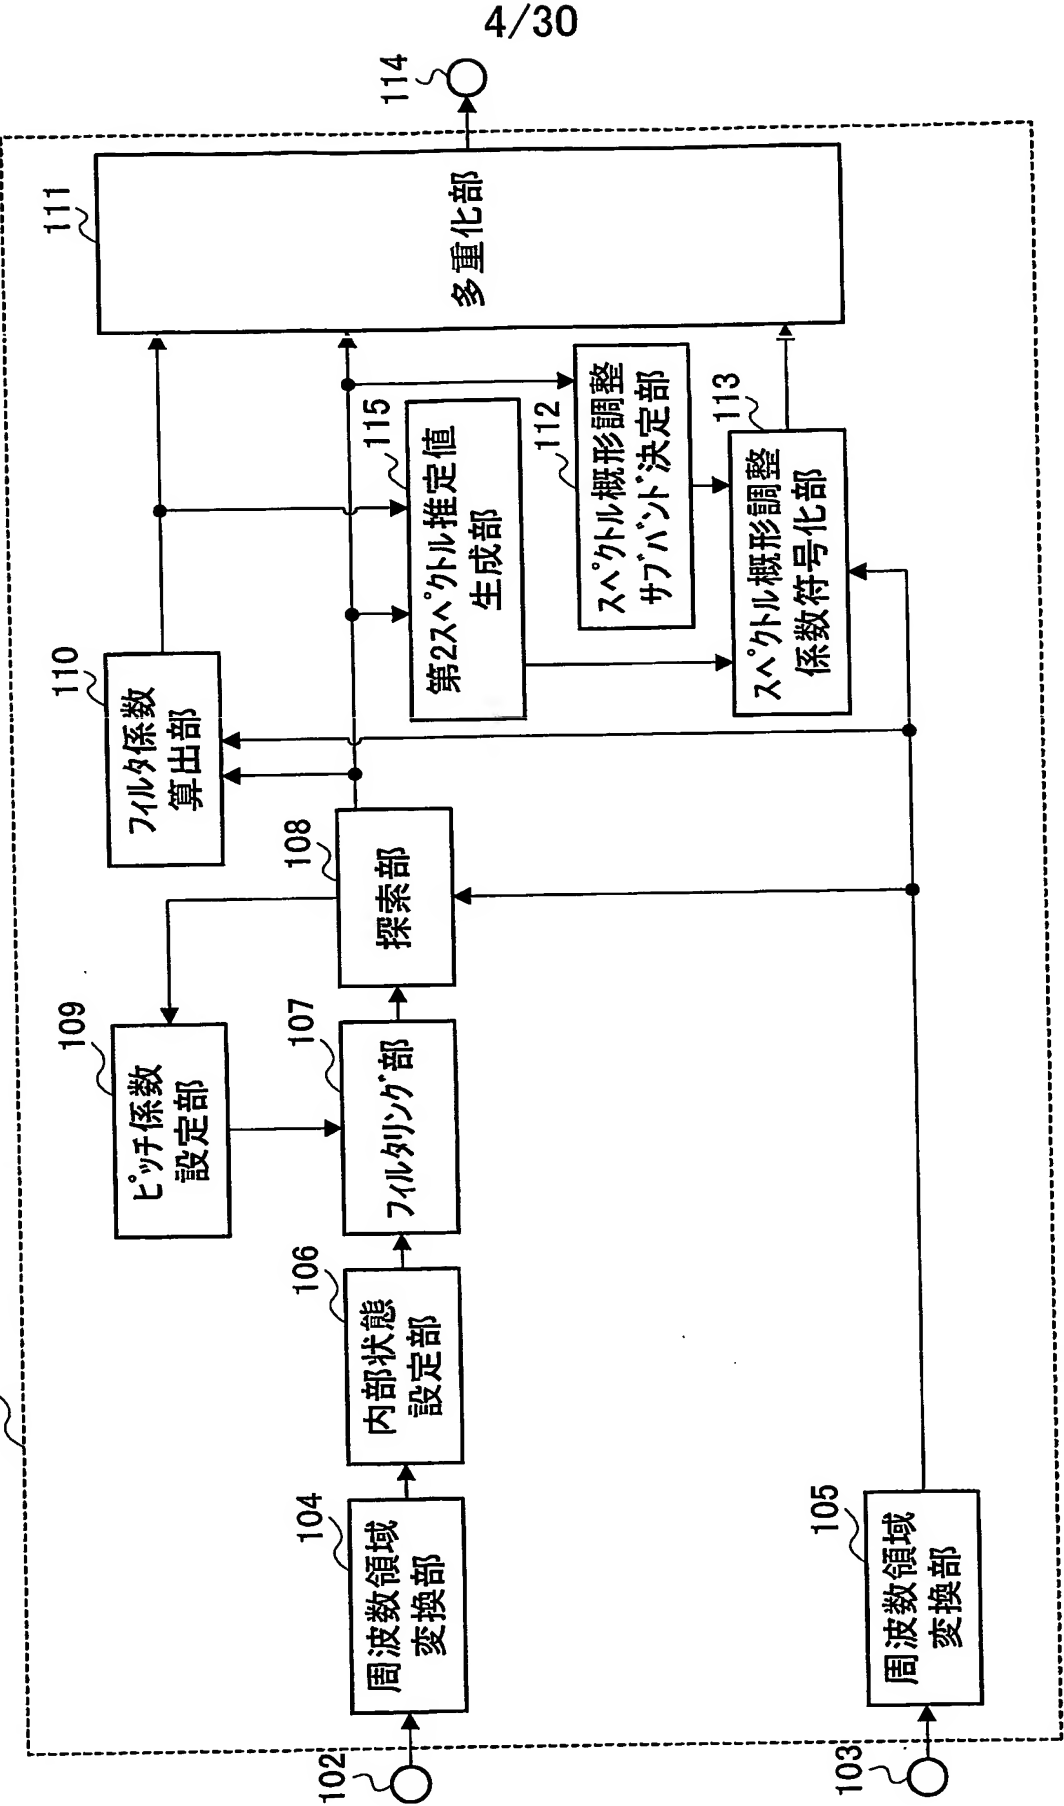 4/30
102
103
104
周波数領域
変換部
105
周波数領域
変換部
106
内部状態
設定部
107
フィルタリング部
109
ピッチ係数
設定部
108
探索部
110
フィルタ係数
算出部
115
第2スペクトル推定値
生成部
112
スペクトル概形調整
サブバンド決定部
113
スペクトル概形調整
係数符号化部
111
多重化部
114